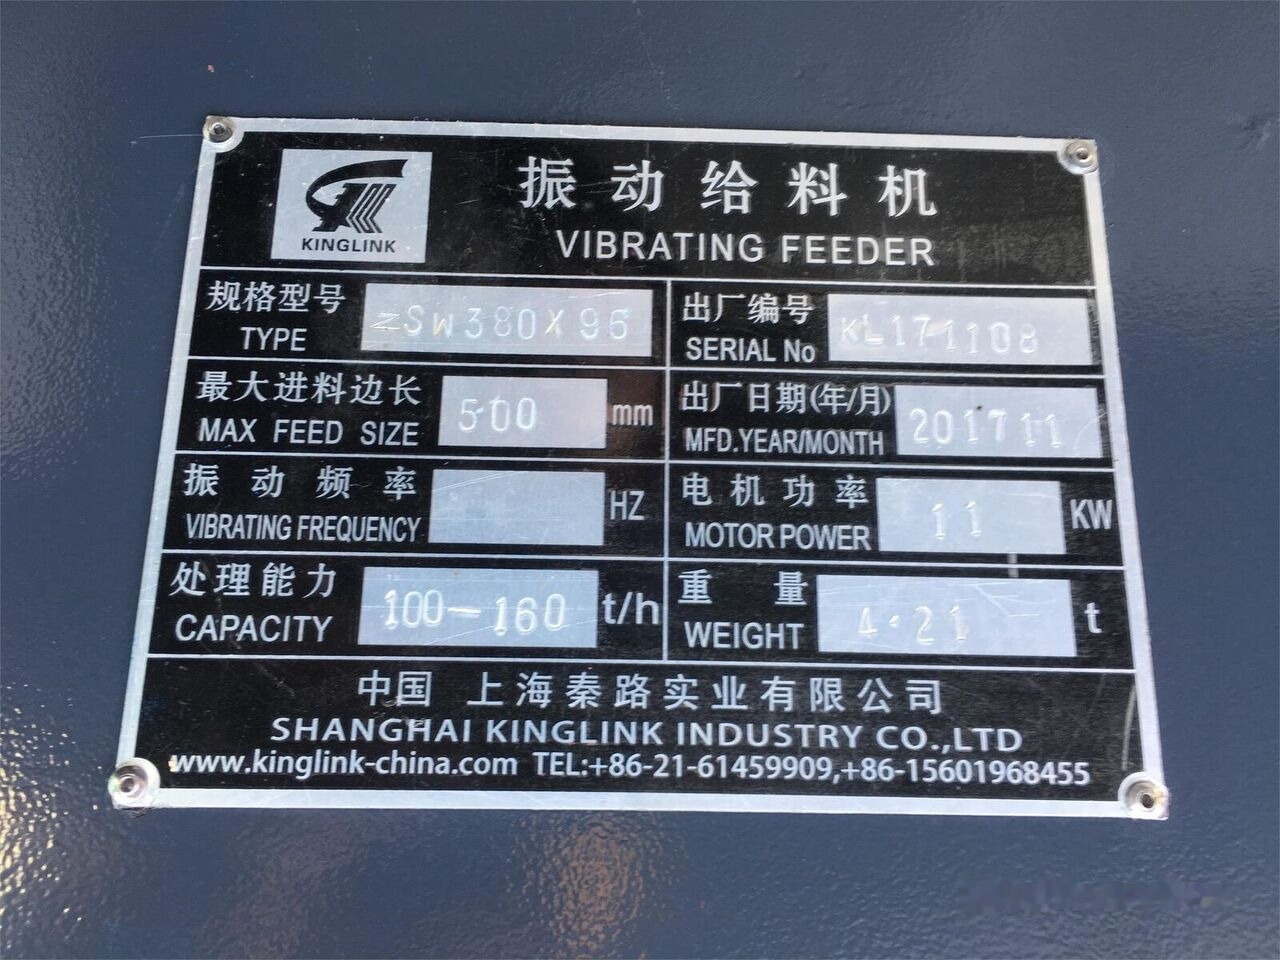 KINGLINK
振动给料机
VIBRATING FEEDER
规格型号 ZSW380X96
TYPE
出厂编号 KL171108
SERIAL No
最大进料边长 500 mm
MAX FEED SIZE
出厂日期(年/月) 201711
MFD.YEAR/MONTH
振动频率 HZ
VIBRATING FREQUENCY
电机功率 11 KW
MOTOR POWER
处理能力 100-160 t/h
CAPACITY
重量 4.21 t
WEIGHT
中国 上海秦路实业有限公司
SHANGHAI KINGLINK INDUSTRY CO.,LTD
www.kinglink-china.com TEL:+86-21-61459909,+86-15601968455